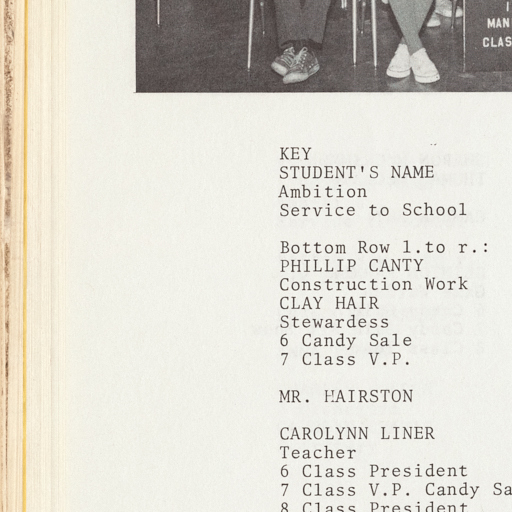 I
MAN
CLAS
KEY
STUDENT'S NAME
Ambition
Service to School
Bottom Row l.to r.:
PHILLIP CANTY
Construction Work
CLAY HAIR
Stewardess
6 Candy Sale
7 Class V.P.
MR. HAIRSTON
CAROLYNN LINER
Teacher
6 Class President
7 Class V.P. Candy Sa
8 Class President